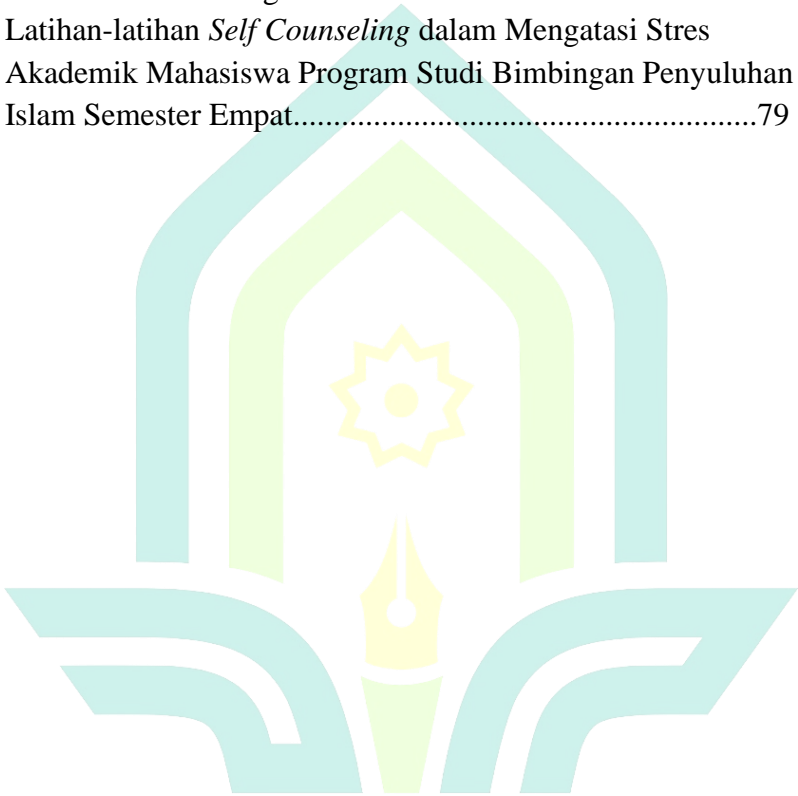 Latihan-latihan Self Counseling dalam Mengatasi Stres
Akademik Mahasiswa Program Studi Bimbingan Penyuluhan
Islam Semester Empat.........................................................79